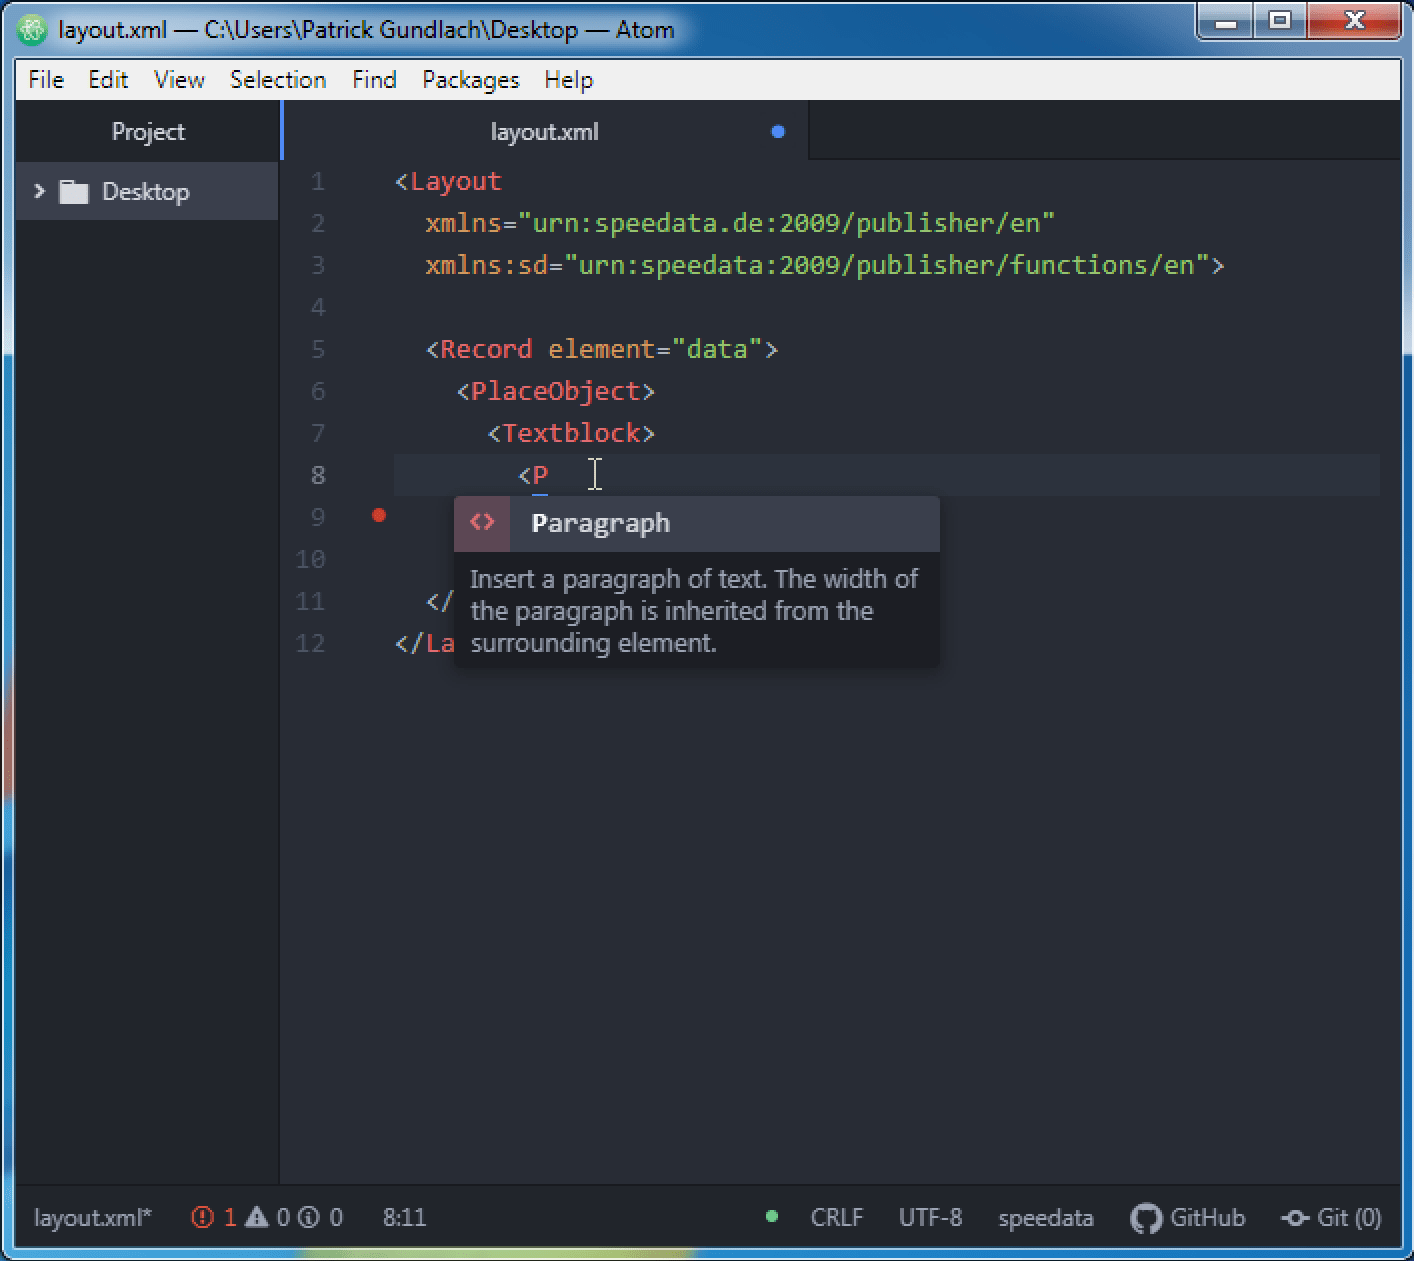 layout.xml — C:\Users\Patrick Gundlach\Desktop — Atom
File Edit View Selection Find Packages Help
Project
layout.xml
Desktop
1 <Layout
2 xmlns="urn:speedata.de:2009/publisher/en"
3 xmlns:sd="urn:speedata:2009/publisher/functions/en">
4
5 <Record element="data">
6 <PlaceObject>
7 <Textblock>
8 <P
9
10
11 </
12 </La
<> Paragraph
Insert a paragraph of text. The width of
the paragraph is inherited from the
surrounding element.
layout.xml* 1 0 0 8:11 CRLF UTF-8 speedata GitHub Git (0)